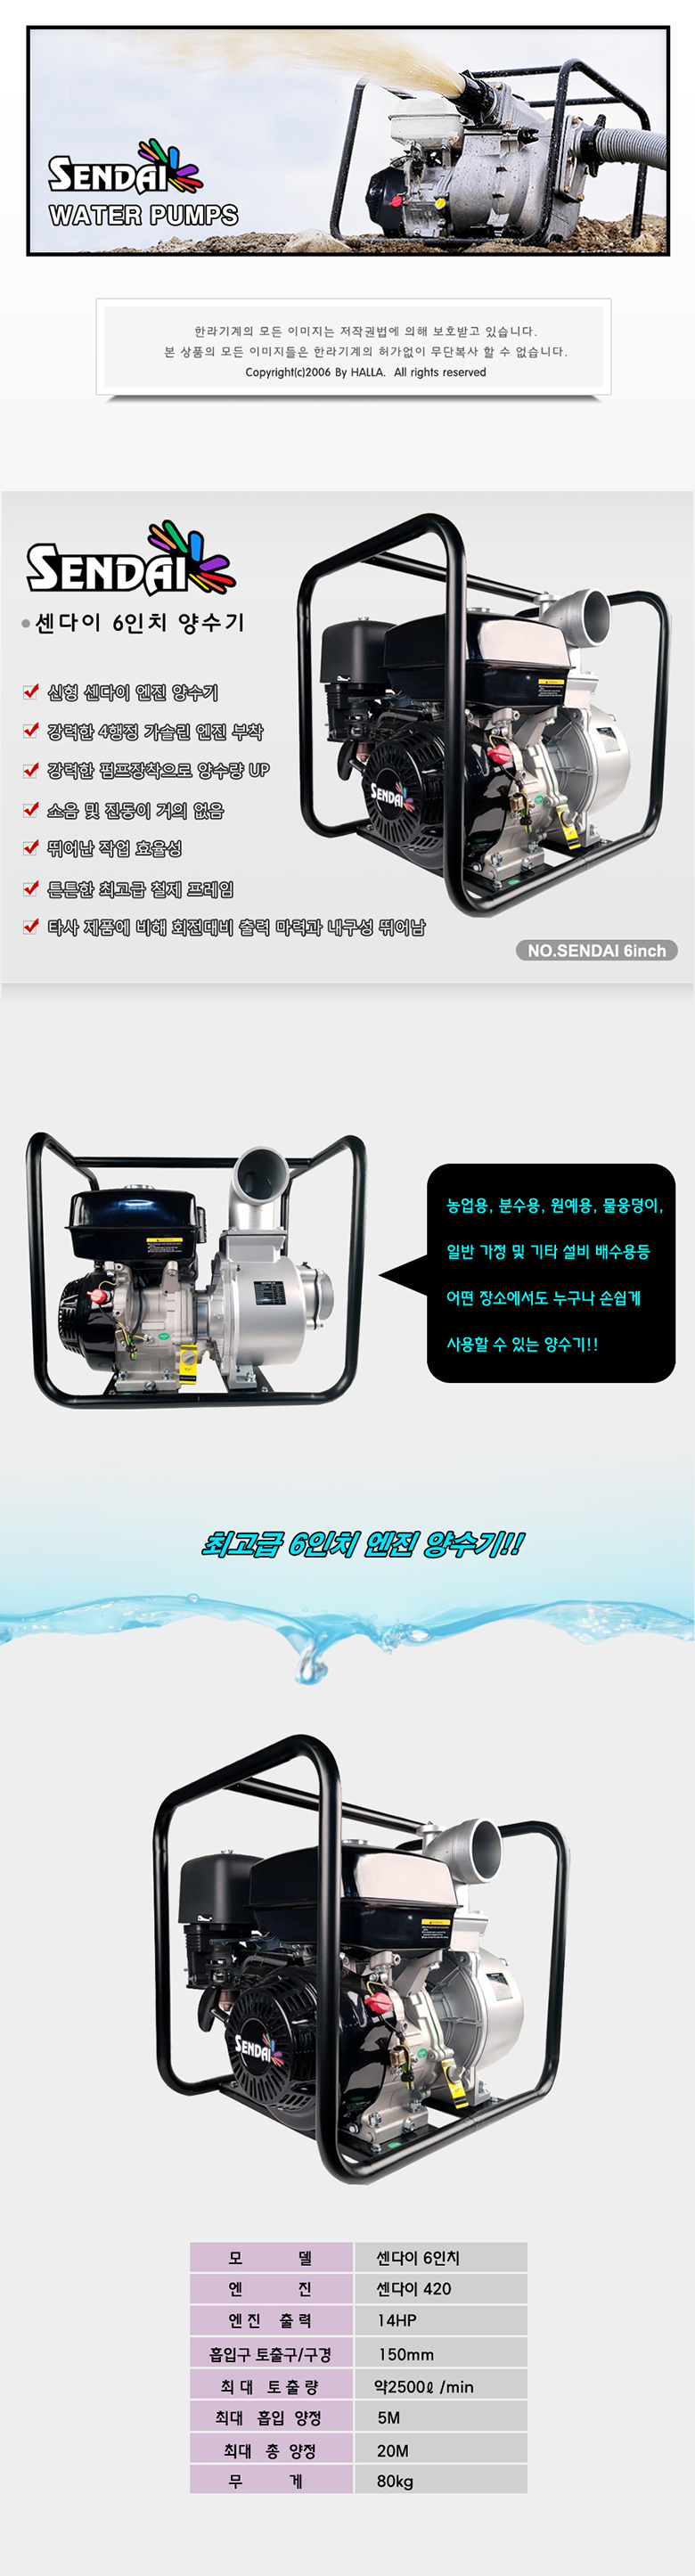 SENDAI
WATER PUMPS
한라기계의 모든 이미지는 저작권법에 의해 보호받고 있습니다.
본 상품의 모든 이미지들은 한라기계의 허가없이 무단복사 할 수 없습니다.
Copyright(c)2006 By HALLA. All rights reserved
SENDAI
센다이 6인치 양수기
신형 센다이 엔진 양수기
강력한 4행정 가솔린 엔진 부착
강력한 펌프장착으로 양수량 UP
소음 및 진동이 거의 없음
뛰어난 작업 효율성
튼튼한 최고급 철제 프레임
타사 제품에 비해 회전대비 출력 마력과 내구성 뛰어남
SENDAI
NO.SENDAI 6inch
농업용, 분수용, 원예용, 물웅덩이,
일반 가정 및 기타 설비 배수용등
어떤 장소에서도 누구나 손쉽게
사용할 수 있는 양수기!!
최고급 6인치 엔진 양수기!!
SENDAI
모 델 센다이 6인치
엔 진 센다이 420
엔 진 출 력 14HP
흡입구 토출구/구경 150mm
최 대 토 출 량 약2500ℓ /min
최대 흡입 양정 5M
최대 총 양정 20M
무 게 80kg